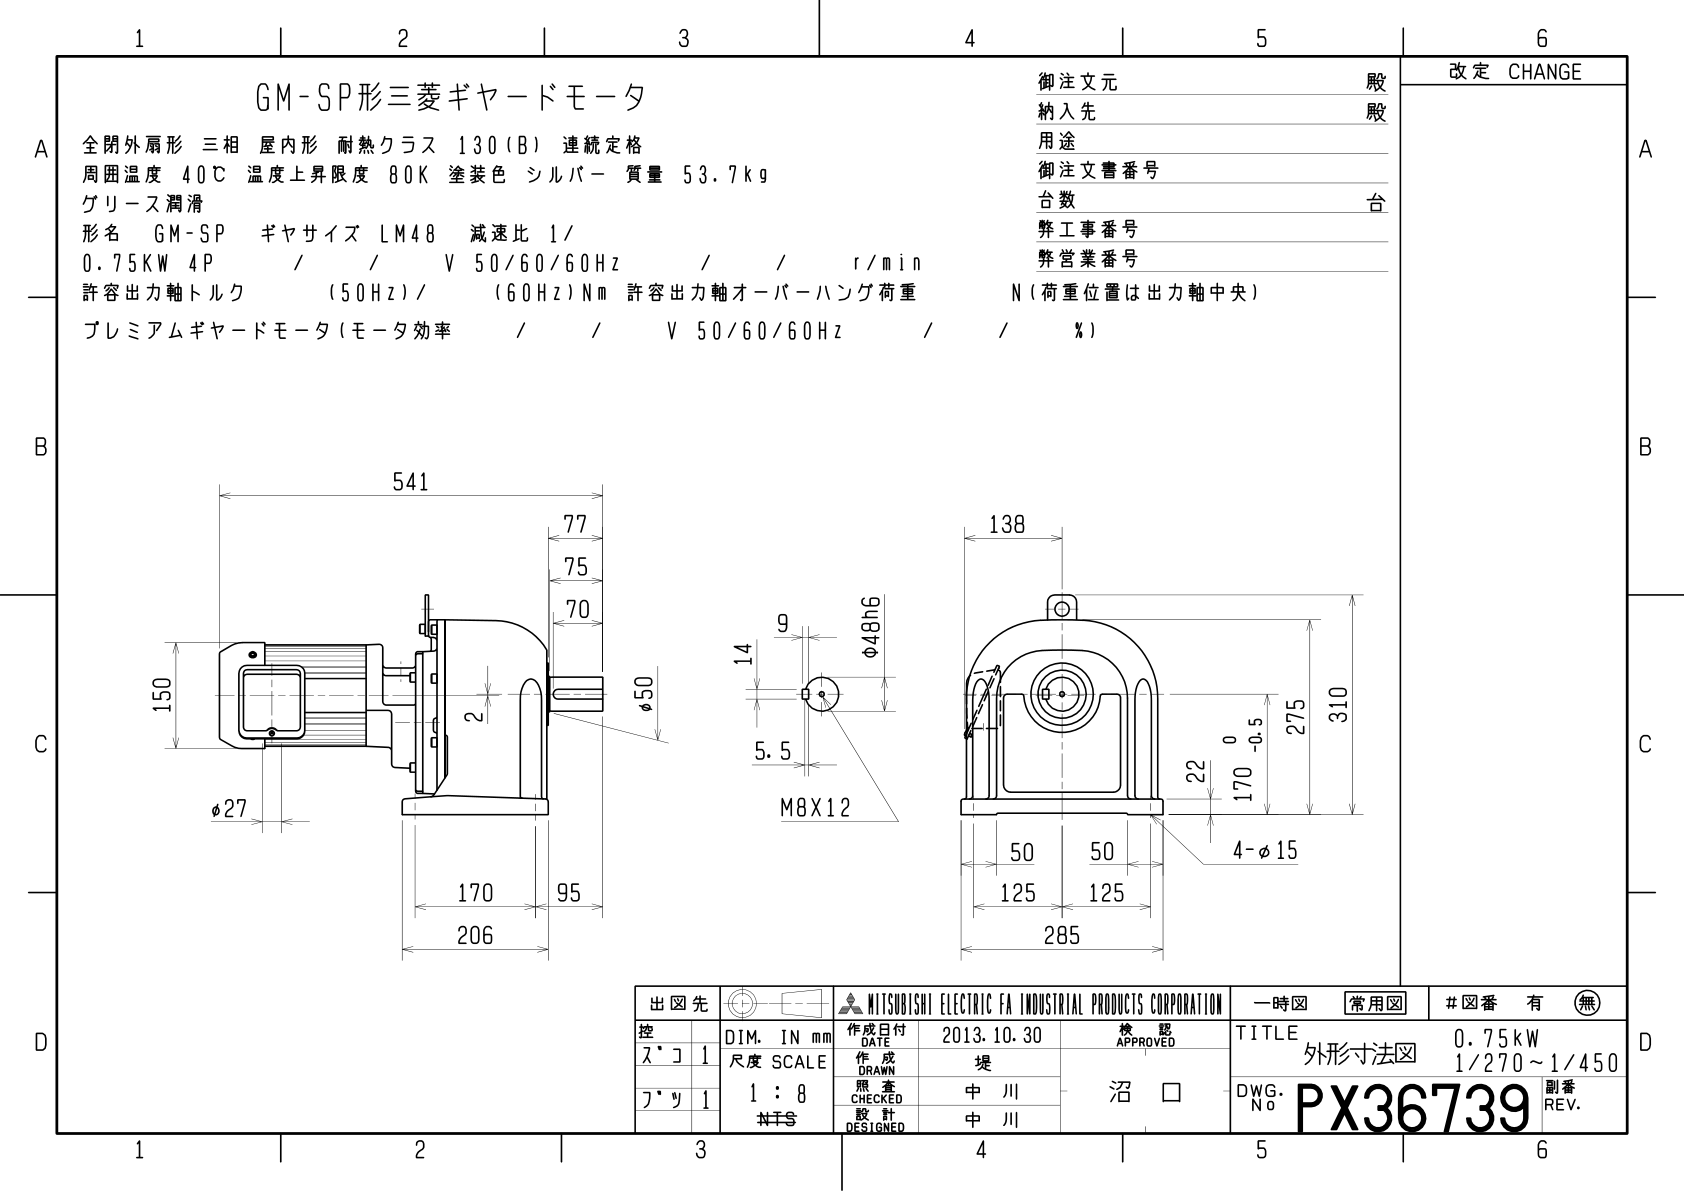 1 2 3 4 5 6
改定 CHANGE
GM-SP形三菱ギヤードモータ
全閉外扇形 三相 屋内形 耐熱クラス 130(B) 連続定格
周囲温度 40℃ 温度上昇限度 80K 塗装色 シルバー 質量 53.7kg
グリース潤滑
形名 GM-SP ギヤサイズ LM48 減速比 1/
0.75KW 4P / / V 50/60/60Hz / / r/min
許容出力軸トルク (50Hz)/ (60Hz)Nm 許容出力軸オーバーハング荷重 N(荷重位置は出力軸中央)
プレミアムギヤードモータ(モータ効率 / / V 50/60/60Hz / / %)
御注文元 殿
納入先 殿
用途
御注文書番号
台数 台
弊工事番号
弊営業番号
A A
B B
C C
D D
541
77
75
70
150
2
φ50
φ27
170 95
206
9
14
φ48h6
5.5
M8X12
138
310
275
0
170 -0.5
22
50 50
4-φ15
125 125
285
出図先
控
ズコ 1
ブツ 1
DIM. IN mm
尺度 SCALE
1 : 8
NTS
MITSUBISHI ELECTRIC FA INDUSTRIAL PRODUCTS CORPORATION
作成日付 DATE 2013.10.30
検認 APPROVED
作成 DRAWN 堤
照査 CHECKED 中川
設計 DESIGNED 中川
沼口
一時図 常用図 #図番 有 無
TITLE 外形寸法図
0.75kW
1/270~1/450
DWG. No PX36739
副番 REV.
1 2 3 4 5 6